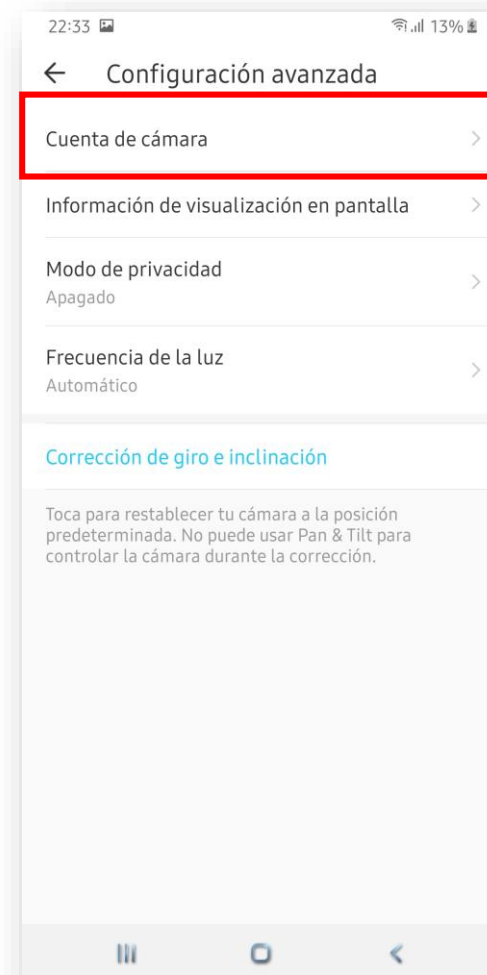 22:33 13%
Configuración avanzada
Cuenta de cámara
Información de visualización en pantalla
Modo de privacidad
Apagado
Frecuencia de la luz
Automático
Corrección de giro e inclinación
Toca para restablecer tu cámara a la posición
predeterminada. No puede usar Pan & Tilt para
controlar la cámara durante la corrección.